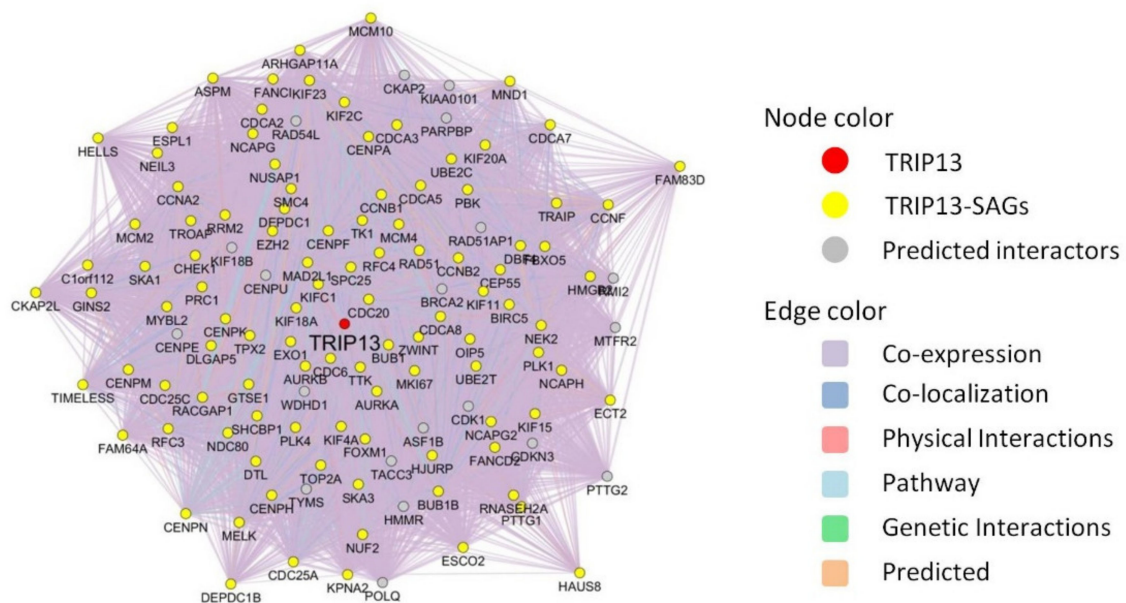 MCM10
ARHGAP11A
ASPM
FANCI
KIF23
CKAP2
KIAA0101
MND1
KIF2C
CDCA2
RAD54L
PARPBP
CDCA7
HELLS
ESPL1
NCAPG
CENPA
CDCA3
KIF20A
NEIL3
UBE2C
FAM83D
NUSAP1
CCNA2
SMC4
CCNB1
CDCA5
PBK
TRAIP
CCNF
DEPDC1
MCM2
TROAP
RRM2
EZH2
CENPF
TK1
MCM4
RAD51AP1
KIF18B
DBF4
FBXO5
C1orf112
SKA1
CHEK1
MAD2L1
SPC25
RFC4
RAD51
CCNB2
CEP55
CENPU
HMGB2
RMI2
CKAP2L
GINS2
PRC1
KIFC1
BRCA2
KIF11
MYBL2
CENPK
KIF18A
CDC20
CDCA8
BIRC5
CENPE
DLGAP5
TPX2
EXO1
TRIP13
BUB1
ZWINT
OIP5
NEK2
MTFR2
CENPM
AURKB
CDC6
TTK
MKI67
UBE2T
PLK1
NCAPH
TIMELESS
CDC25C
RACGAP1
GTSE1
WDHD1
AURKA
CDK1
ECT2
SHCBP1
KIF15
FAM64A
RFC3
NDC80
PLK4
KIF4A
FOXM1
ASF1B
NCAPG2
CDKN3
FANCD2
DTL
TOP2A
TACC3
HJURP
PTTG2
CENPH
TYMS
SKA3
BUB1B
RNASEH2A
PTTG1
CENPN
MELK
HMMR
NUF2
ESCO2
CDC25A
KPNA2
POLQ
HAUS8
DEPDC1B
Node color
TRIP13
TRIP13-SAGs
Predicted interactors
Edge color
Co-expression
Co-localization
Physical Interactions
Pathway
Genetic Interactions
Predicted